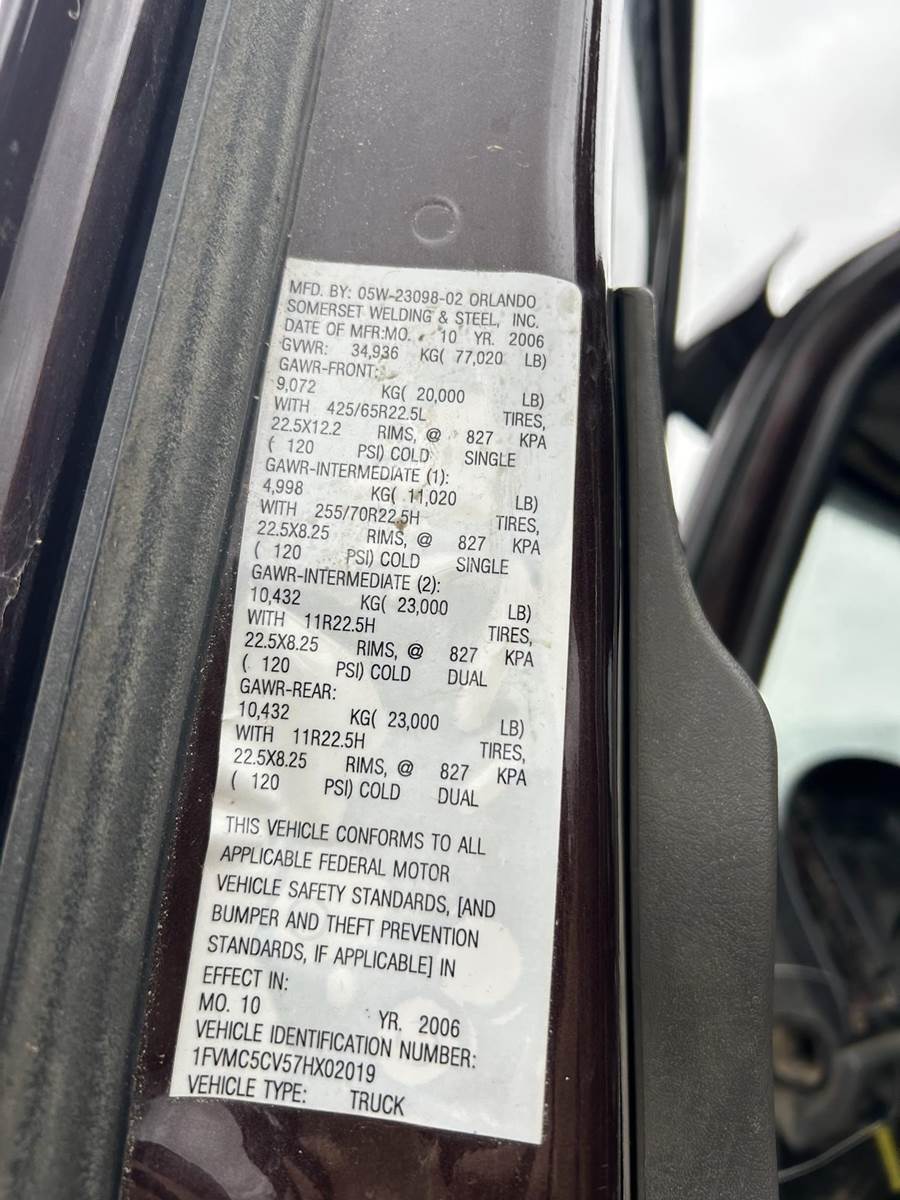 MFD. BY: 05W-23098-02 ORLANDO
SOMERSET WELDING & STEEL, INC.
DATE OF MFR:MO. 10 YR. 2006
GVWR: 34,936 KG( 77,020 LB)
GAWR-FRONT:
9,072 KG( 20,000 LB)
WITH 425/65R22.5L TIRES,
22.5X12.2 RIMS, @ 827 KPA
( 120 PSI) COLD SINGLE
GAWR-INTERMEDIATE (1):
4,998 KG( 11,020 LB)
WITH 255/70R22.5H TIRES,
22.5X8.25 RIMS, @ 827 KPA
( 120 PSI) COLD SINGLE
GAWR-INTERMEDIATE (2):
10,432 KG( 23,000 LB)
WITH 11R22.5H TIRES,
22.5X8.25 RIMS, @ 827 KPA
( 120 PSI) COLD DUAL
GAWR-REAR:
10,432 KG( 23,000 LB)
WITH 11R22.5H TIRES,
22.5X8.25 RIMS, @ 827 KPA
( 120 PSI) COLD DUAL
THIS VEHICLE CONFORMS TO ALL
APPLICABLE FEDERAL MOTOR
VEHICLE SAFETY STANDARDS, [AND
BUMPER AND THEFT PREVENTION
STANDARDS, IF APPLICABLE] IN
EFFECT IN:
MO. 10 YR. 2006
VEHICLE IDENTIFICATION NUMBER:
1FVMC5CV57HX02019
VEHICLE TYPE: TRUCK